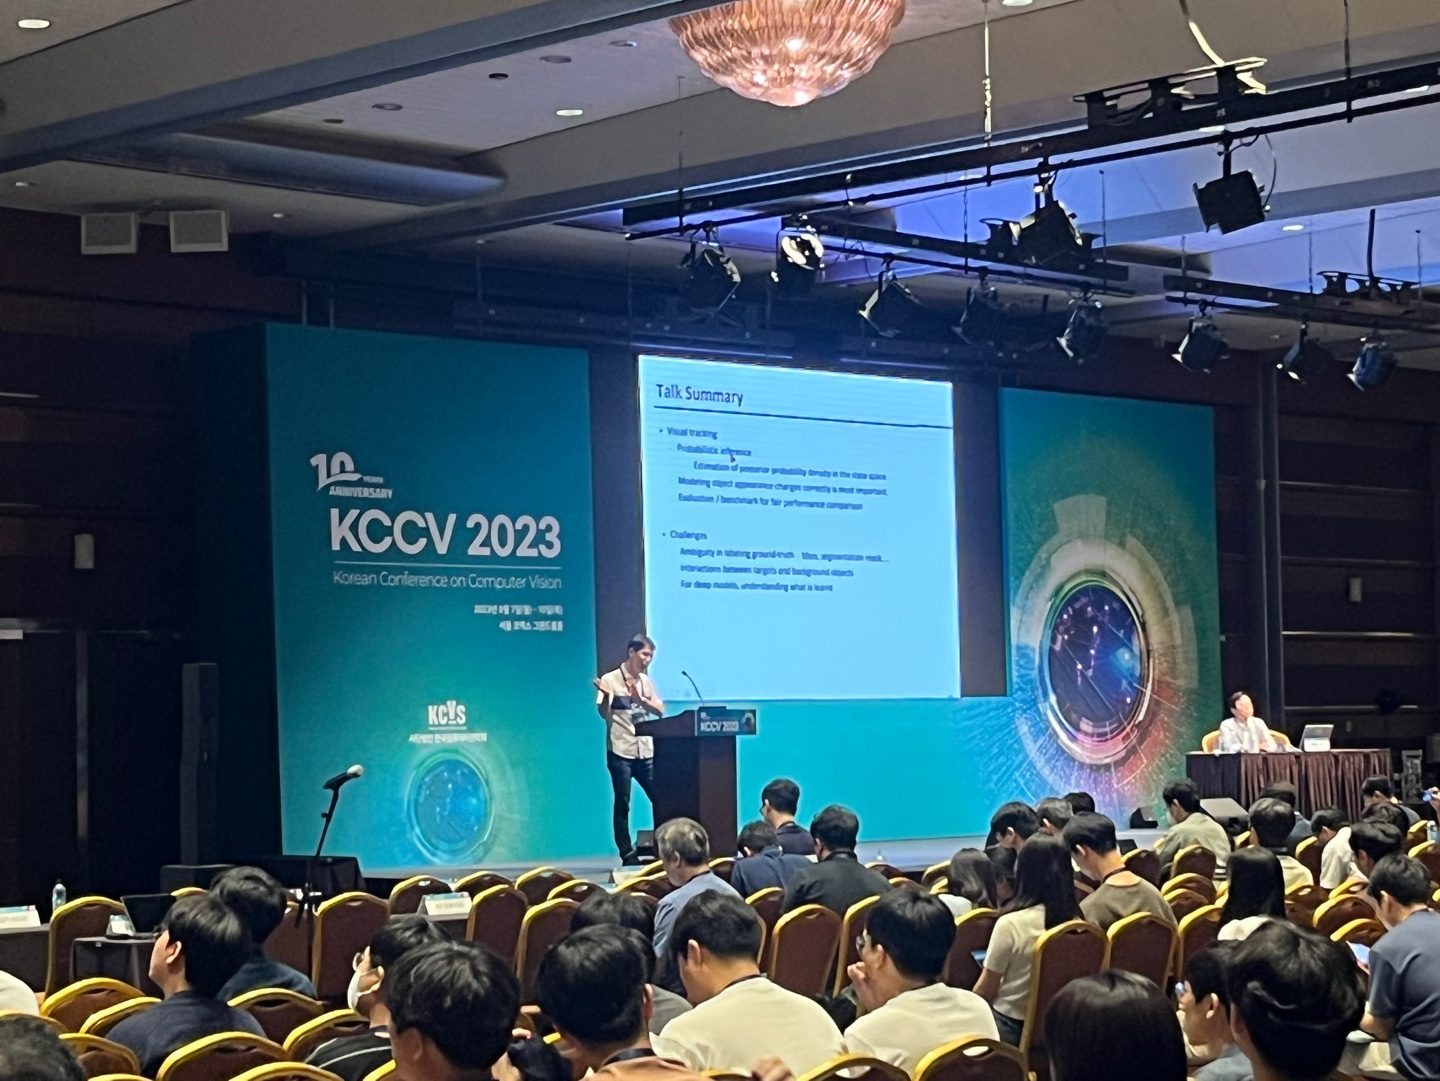 10 YEARS
ANNIVERSARY
KCCV 2023
Korean Conference on Computer Vision
KCVS
Talk Summary
Visual tracking:
Probabilistic inference
Estimation of posterior probability density in the state space
Modeling object appearance changes correctly is most important
Evaluation / benchmark for fair performance comparison
Challenges
Ambiguity in labeling ground-truth - bbox, segmentation mask, ...
Interactions between targets and background objects
For deep models, understanding what is learnt
KCCV 2023